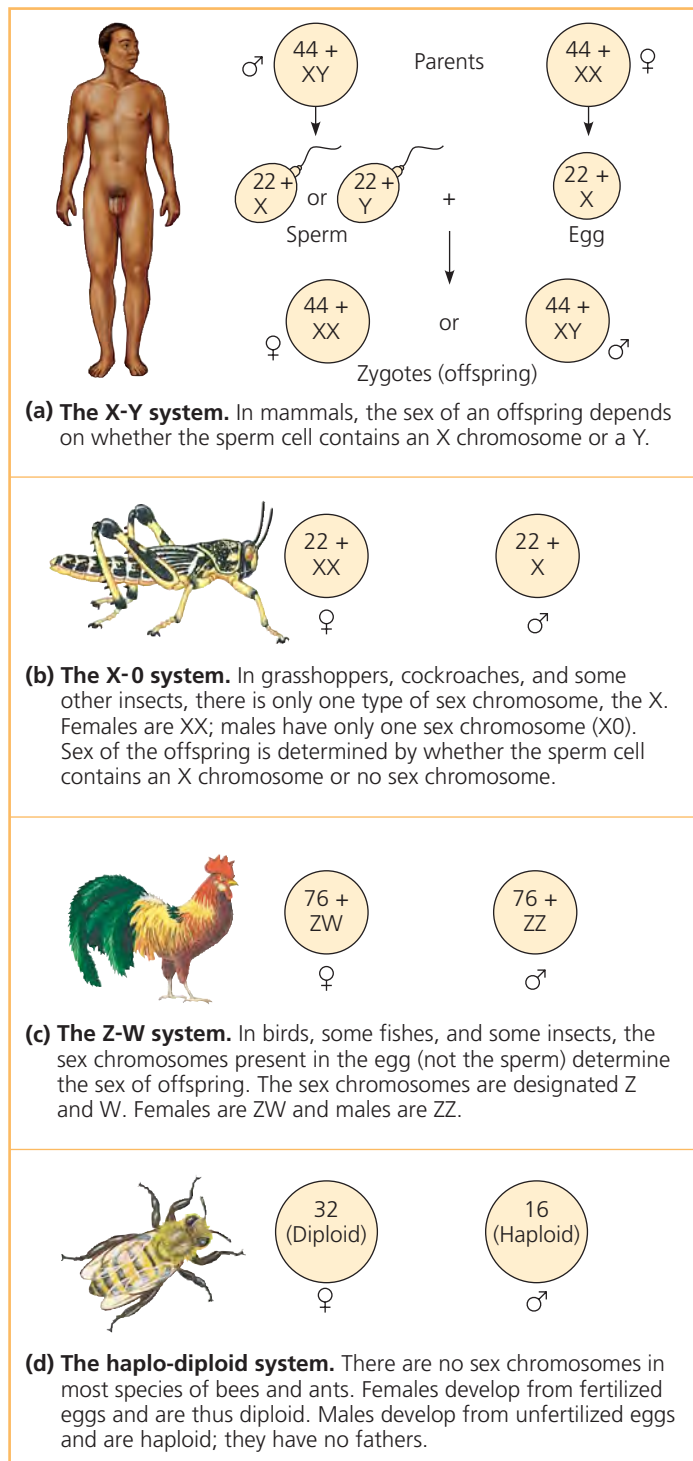 ♂ 44 + XY Parents 44 + XX ♀
22 + X or 22 + Y + 22 + X
Sperm Egg
♀ 44 + XX or 44 + XY ♂
Zygotes (offspring)
(a) The X-Y system. In mammals, the sex of an offspring depends
on whether the sperm cell contains an X chromosome or a Y.
22 + XX 22 + X
♀ ♂
(b) The X-0 system. In grasshoppers, cockroaches, and some
other insects, there is only one type of sex chromosome, the X.
Females are XX; males have only one sex chromosome (X0).
Sex of the offspring is determined by whether the sperm cell
contains an X chromosome or no sex chromosome.
76 + ZW 76 + ZZ
♀ ♂
(c) The Z-W system. In birds, some fishes, and some insects, the
sex chromosomes present in the egg (not the sperm) determine
the sex of offspring. The sex chromosomes are designated Z
and W. Females are ZW and males are ZZ.
32 (Diploid) 16 (Haploid)
♀ ♂
(d) The haplo-diploid system. There are no sex chromosomes in
most species of bees and ants. Females develop from fertilized
eggs and are thus diploid. Males develop from unfertilized eggs
and are haploid; they have no fathers.